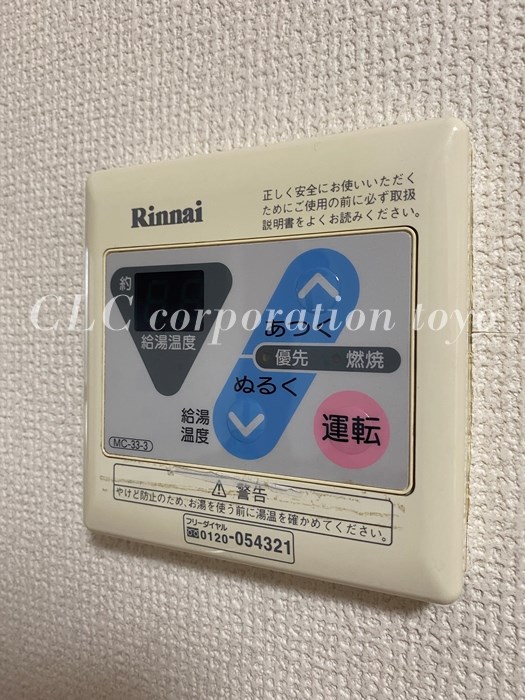 Rinnai
正しく安全にお使いいただく
ためにご使用の前に必ず取扱
説明書をよくお読みください。
約
給湯温度
あつく
優先 燃焼
ぬるく
給湯
温度
運転
MC-33-3
⚠ 警告
やけど防止のため、お湯を使う前に湯温を確かめてください。
フリーダイヤル
0120-054321
CLC corporation toyo